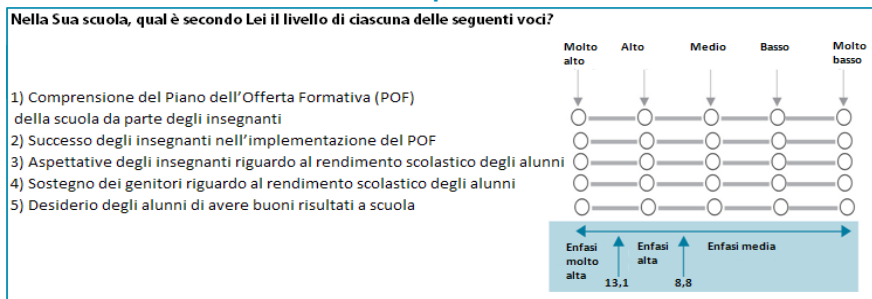 Nella Sua scuola, qual è secondo Lei il livello di ciascuna delle seguenti voci?
Molto alto
Alto
Medio
Basso
Molto basso
1) Comprensione del Piano dell'Offerta Formativa (POF)
della scuola da parte degli insegnanti
2) Successo degli insegnanti nell'implementazione del POF
3) Aspettative degli insegnanti riguardo al rendimento scolastico degli alunni
4) Sostegno dei genitori riguardo al rendimento scolastico degli alunni
5) Desiderio degli alunni di avere buoni risultati a scuola
Enfasi molto alta
Enfasi alta
Enfasi media
13,1
8,8